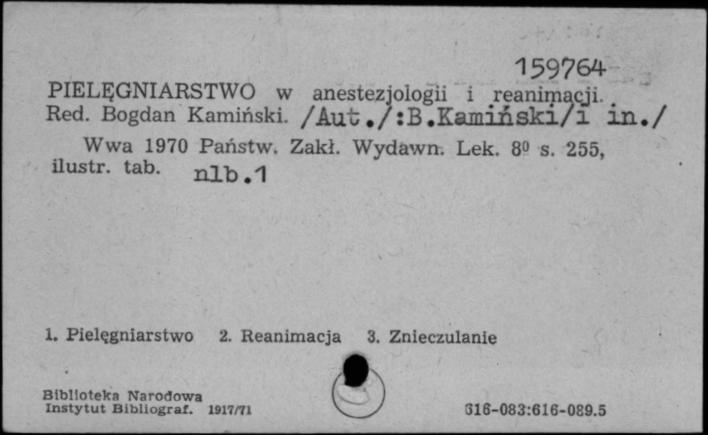 159764
PIELĘGNIARSTWO w anestezjologii i reanimacji.
Red. Bogdan Kamiński. /Aut./:B.Kamiński/i in./
Wwa 1970 Państw. Zakł. Wydawn. Lek. 8⁰ s. 255,
ilustr. tab. nlb.1
1. Pielęgniarstwo 2. Reanimacja 3. Znieczulanie
Biblioteka Narodowa
Instytut Bibliograf. 1917/71 616-083:616-089.5